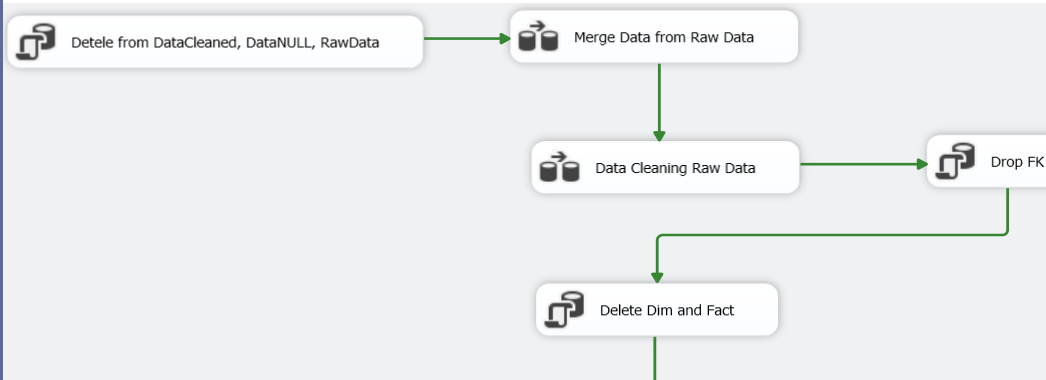 Detele from DataCleaned, DataNULL, RawData
Merge Data from Raw Data
Data Cleaning Raw Data
Drop FK
Delete Dim and Fact